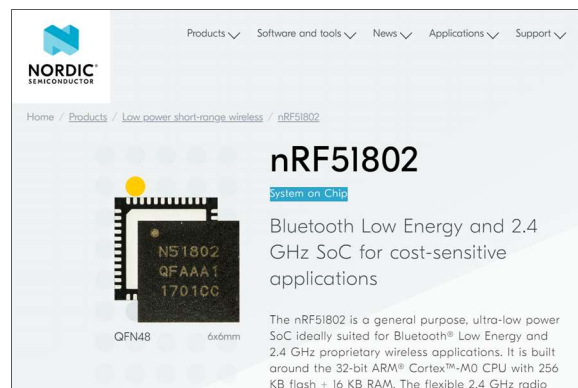 Products Software and tools News Applications Support
NORDIC®
SEMICONDUCTOR
Home / Products / Low power short-range wireless / nRF51802
nRF51802
System on Chip
Bluetooth Low Energy and 2.4
GHz SoC for cost-sensitive
applications
N51802
QFAAA1
1701CC
QFN48 6x6mm
The nRF51802 is a general purpose, ultra-low power
SoC ideally suited for Bluetooth® Low Energy and
2.4 GHz proprietary wireless applications. It is built
around the 32-bit ARM® Cortex™-M0 CPU with 256
KB flash + 16 KB RAM. The flexible 2.4 GHz radio